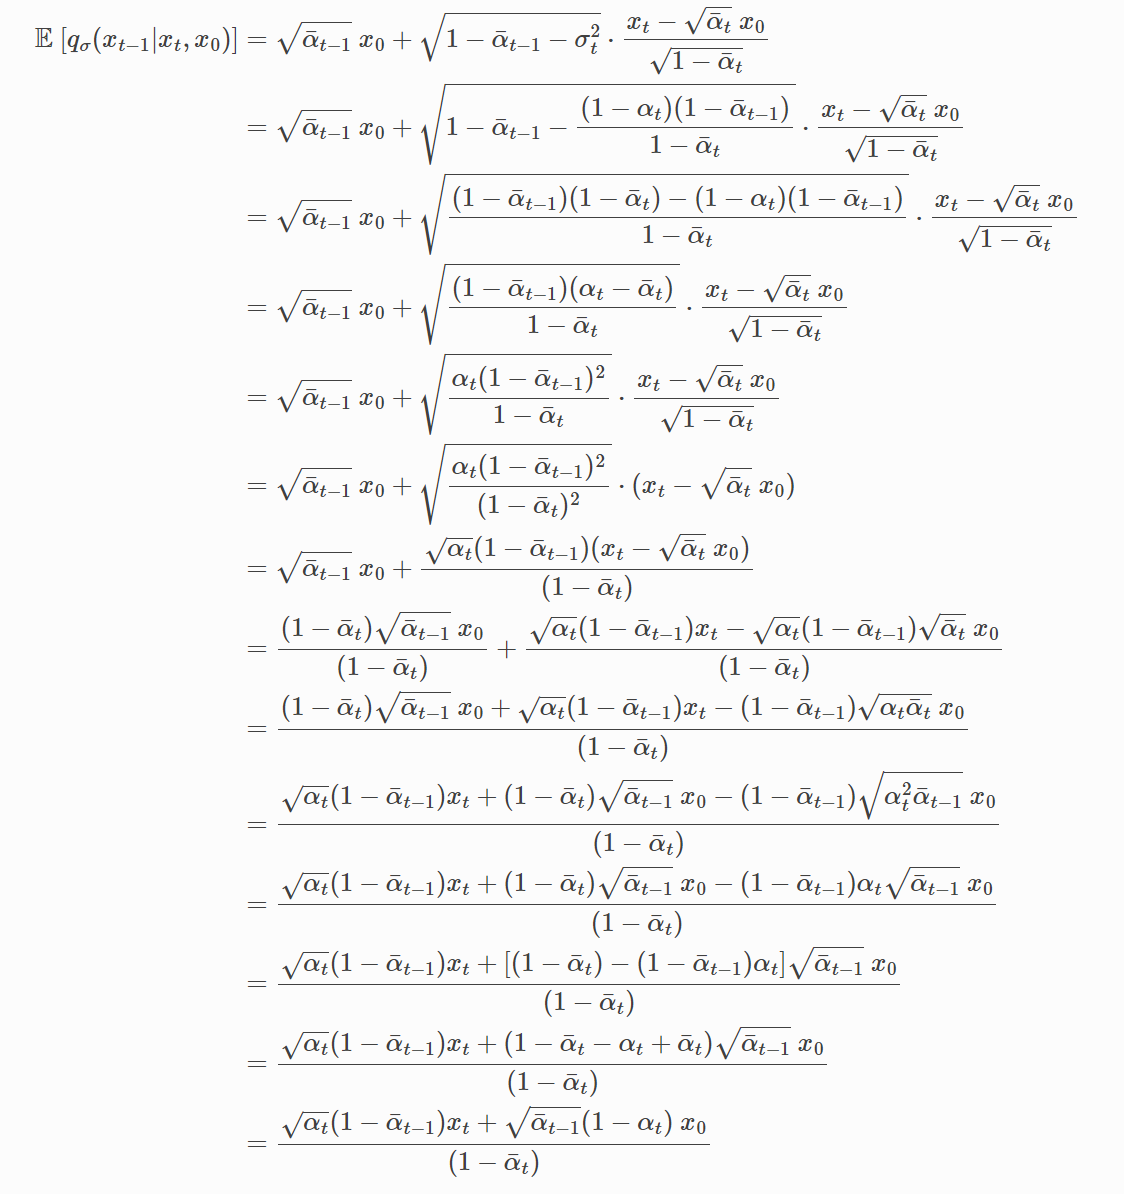 $\mathbb{E}\left[q_\sigma(x_{t-1}|x_t, x_0)\right] = \sqrt{\bar{\alpha}_{t-1}}\, x_0 + \sqrt{1 - \bar{\alpha}_{t-1} - \sigma_t^2} \cdot \frac{x_t - \sqrt{\bar{\alpha}_t}\, x_0}{\sqrt{1 - \bar{\alpha}_t}}$
$= \sqrt{\bar{\alpha}_{t-1}}\, x_0 + \sqrt{1 - \bar{\alpha}_{t-1} - \frac{(1 - \alpha_t)(1 - \bar{\alpha}_{t-1})}{1 - \bar{\alpha}_t}} \cdot \frac{x_t - \sqrt{\bar{\alpha}_t}\, x_0}{\sqrt{1 - \bar{\alpha}_t}}$
$= \sqrt{\bar{\alpha}_{t-1}}\, x_0 + \sqrt{\frac{(1 - \bar{\alpha}_{t-1})(1 - \bar{\alpha}_t) - (1 - \alpha_t)(1 - \bar{\alpha}_{t-1})}{1 - \bar{\alpha}_t}} \cdot \frac{x_t - \sqrt{\bar{\alpha}_t}\, x_0}{\sqrt{1 - \bar{\alpha}_t}}$
$= \sqrt{\bar{\alpha}_{t-1}}\, x_0 + \sqrt{\frac{(1 - \bar{\alpha}_{t-1})(\alpha_t - \bar{\alpha}_t)}{1 - \bar{\alpha}_t}} \cdot \frac{x_t - \sqrt{\bar{\alpha}_t}\, x_0}{\sqrt{1 - \bar{\alpha}_t}}$
$= \sqrt{\bar{\alpha}_{t-1}}\, x_0 + \sqrt{\frac{\alpha_t(1 - \bar{\alpha}_{t-1})^2}{1 - \bar{\alpha}_t}} \cdot \frac{x_t - \sqrt{\bar{\alpha}_t}\, x_0}{\sqrt{1 - \bar{\alpha}_t}}$
$= \sqrt{\bar{\alpha}_{t-1}}\, x_0 + \sqrt{\frac{\alpha_t(1 - \bar{\alpha}_{t-1})^2}{(1 - \bar{\alpha}_t)^2}} \cdot (x_t - \sqrt{\bar{\alpha}_t}\, x_0)$
$= \sqrt{\bar{\alpha}_{t-1}}\, x_0 + \frac{\sqrt{\alpha_t}(1 - \bar{\alpha}_{t-1})(x_t - \sqrt{\bar{\alpha}_t}\, x_0)}{(1 - \bar{\alpha}_t)}$
$= \frac{(1 - \bar{\alpha}_t)\sqrt{\bar{\alpha}_{t-1}}\, x_0}{(1 - \bar{\alpha}_t)} + \frac{\sqrt{\alpha_t}(1 - \bar{\alpha}_{t-1})x_t - \sqrt{\alpha_t}(1 - \bar{\alpha}_{t-1})\sqrt{\bar{\alpha}_t}\, x_0}{(1 - \bar{\alpha}_t)}$
$= \frac{(1 - \bar{\alpha}_t)\sqrt{\bar{\alpha}_{t-1}}\, x_0 + \sqrt{\alpha_t}(1 - \bar{\alpha}_{t-1})x_t - (1 - \bar{\alpha}_{t-1})\sqrt{\alpha_t\bar{\alpha}_t}\, x_0}{(1 - \bar{\alpha}_t)}$
$= \frac{\sqrt{\alpha_t}(1 - \bar{\alpha}_{t-1})x_t + (1 - \bar{\alpha}_t)\sqrt{\bar{\alpha}_{t-1}}\, x_0 - (1 - \bar{\alpha}_{t-1})\sqrt{\alpha_t^2\bar{\alpha}_{t-1}}\, x_0}{(1 - \bar{\alpha}_t)}$
$= \frac{\sqrt{\alpha_t}(1 - \bar{\alpha}_{t-1})x_t + (1 - \bar{\alpha}_t)\sqrt{\bar{\alpha}_{t-1}}\, x_0 - (1 - \bar{\alpha}_{t-1})\alpha_t\sqrt{\bar{\alpha}_{t-1}}\, x_0}{(1 - \bar{\alpha}_t)}$
$= \frac{\sqrt{\alpha_t}(1 - \bar{\alpha}_{t-1})x_t + [(1 - \bar{\alpha}_t) - (1 - \bar{\alpha}_{t-1})\alpha_t]\sqrt{\bar{\alpha}_{t-1}}\, x_0}{(1 - \bar{\alpha}_t)}$
$= \frac{\sqrt{\alpha_t}(1 - \bar{\alpha}_{t-1})x_t + (1 - \bar{\alpha}_t - \alpha_t + \bar{\alpha}_t)\sqrt{\bar{\alpha}_{t-1}}\, x_0}{(1 - \bar{\alpha}_t)}$
$= \frac{\sqrt{\alpha_t}(1 - \bar{\alpha}_{t-1})x_t + \sqrt{\bar{\alpha}_{t-1}}(1 - \alpha_t)\, x_0}{(1 - \bar{\alpha}_t)}$